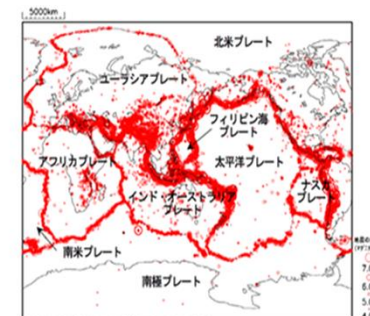 5000km
北米プレート
ユーラシアプレート
フィリピン海
プレート
アフリカプレート
太平洋プレート
インド・オーストラリア
プレート
ナスカ
プレート
南米プレート
南極プレート
7.
6.
5.